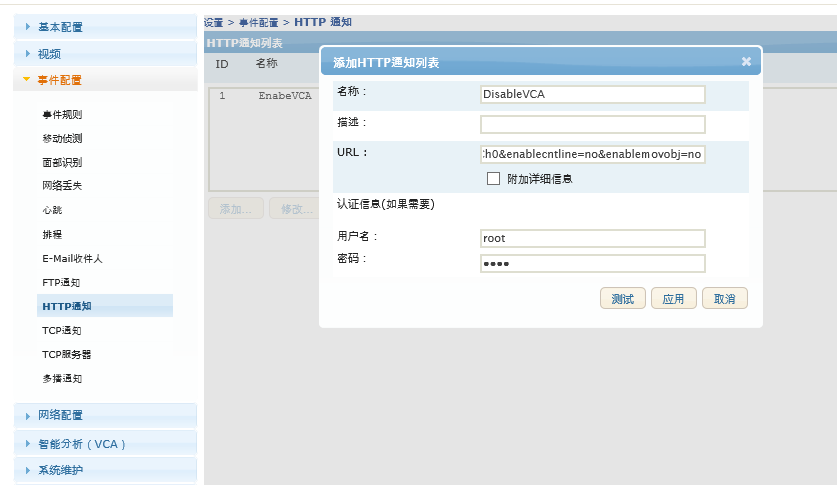 设置 > 事件配置 > HTTP 通知
基本配置
视频
事件配置
事件规则
移动侦测
面部识别
网络丢失
心跳
排程
E-Mail收件人
FTP通知
HTTP通知
TCP通知
TCP服务器
多播通知
网络配置
智能分析 ( VCA )
系统维护
HTTP通知列表
ID 名称
1 EnabeVCA
添加... 修改...
添加HTTP通知列表
名称：
DisableVCA
描述：
URL：
Ch0&enablecntline=no&enablemovobj=no
附加详细信息
认证信息(如果需要)
用户名：
root
密码：
••••
测试 应用 取消